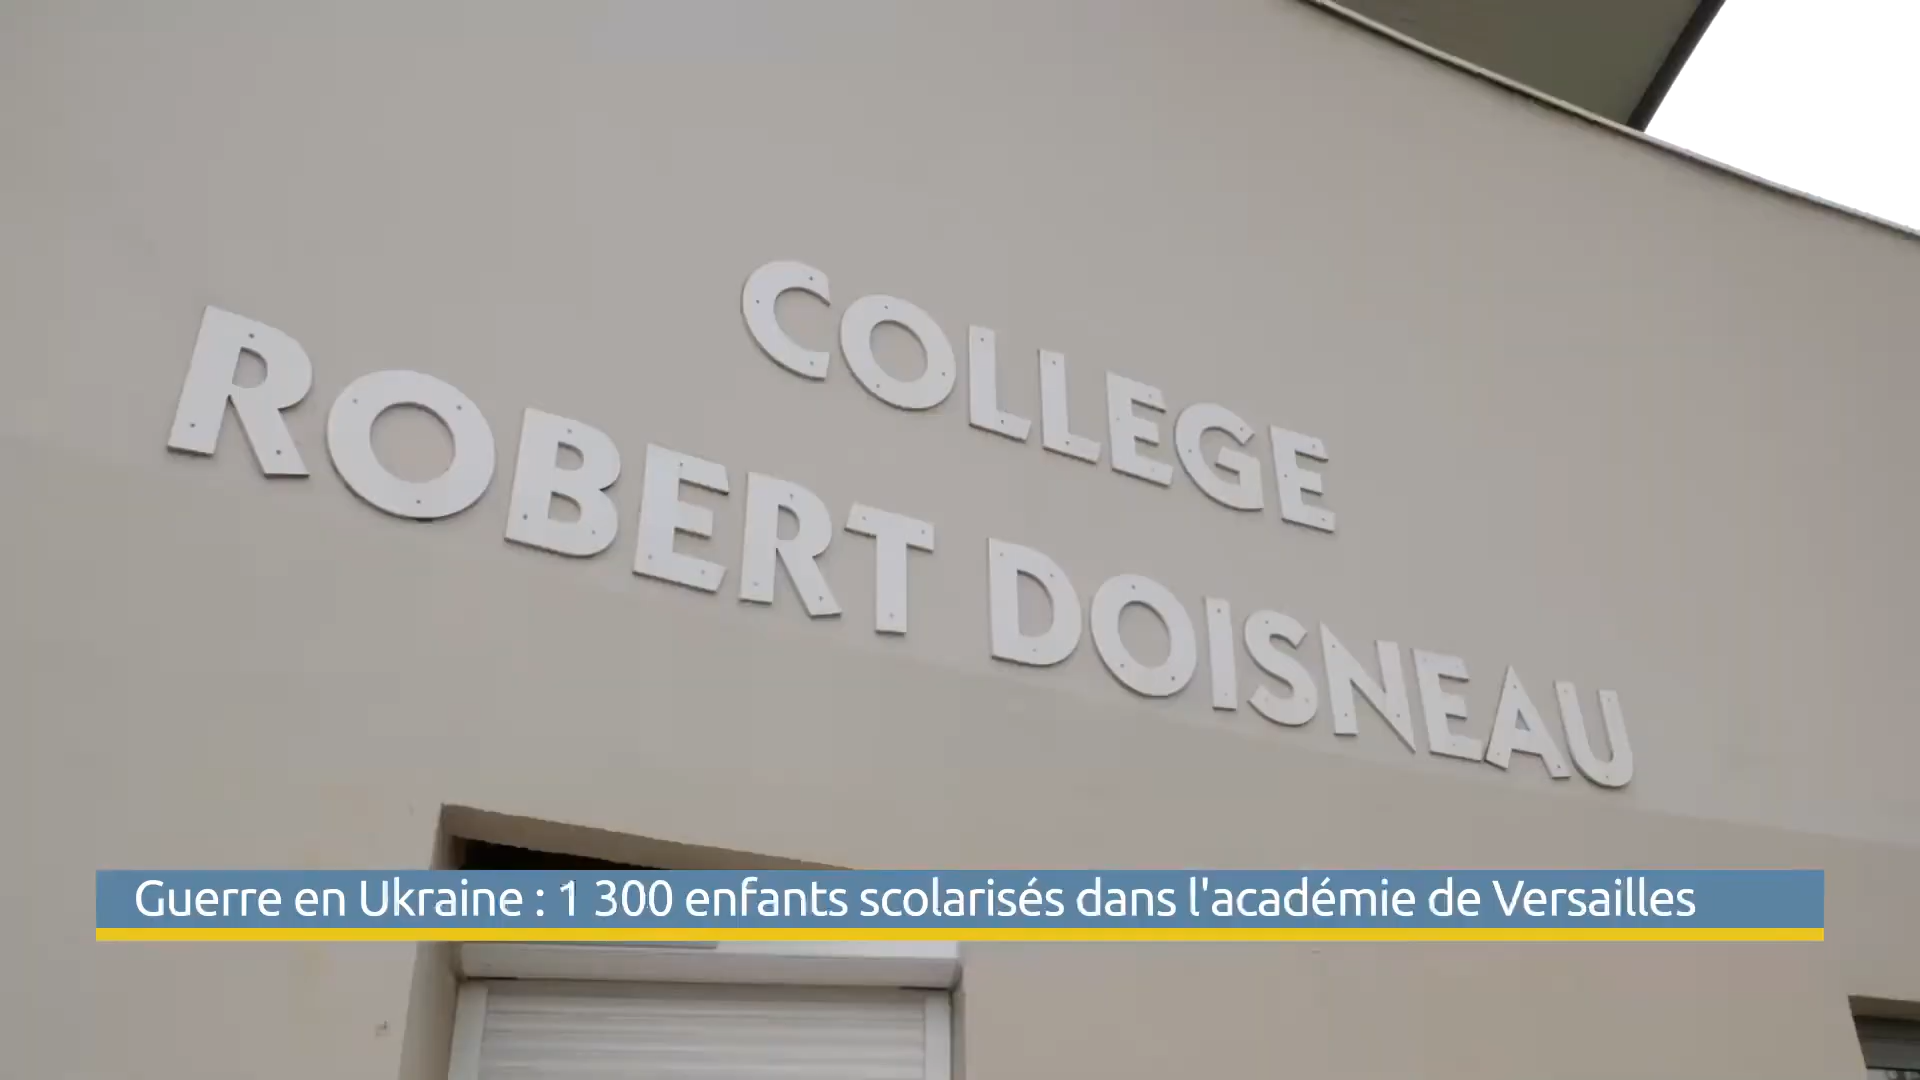 COLLEGE
ROBERT DOISNEAU
Guerre en Ukraine : 1 300 enfants scolarisés dans l'académie de Versailles